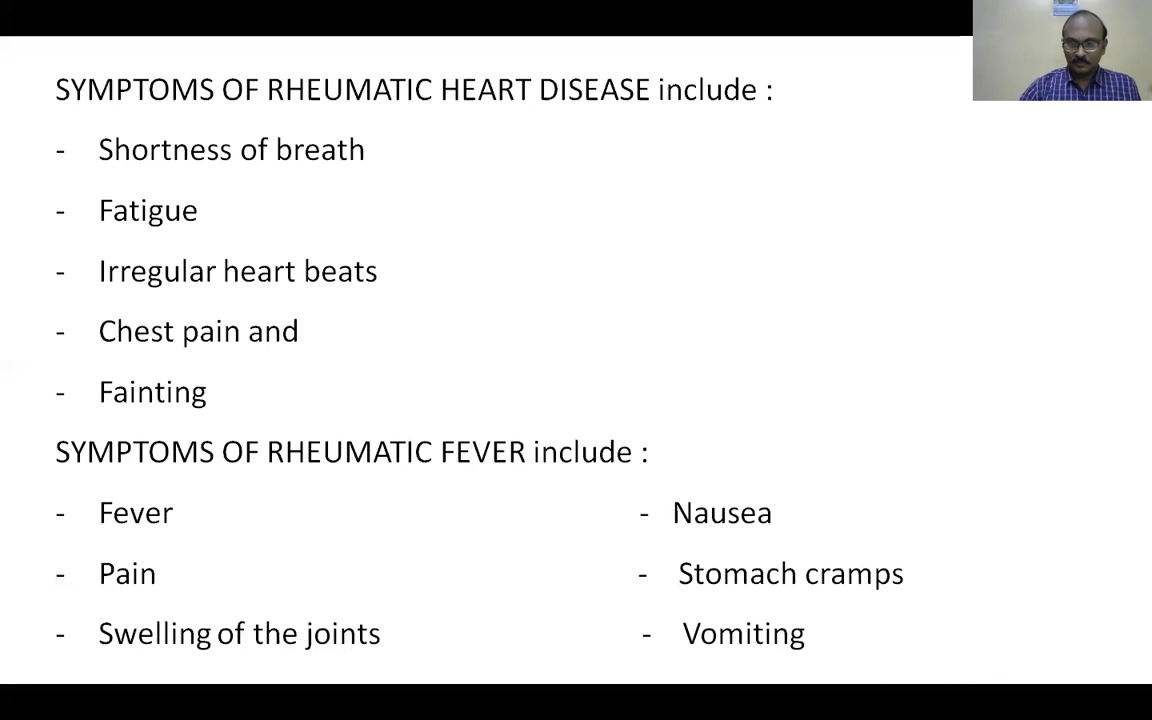 SYMPTOMS OF RHEUMATIC HEART DISEASE include :
- Shortness of breath
- Fatigue
- Irregular heart beats
- Chest pain and
- Fainting
SYMPTOMS OF RHEUMATIC FEVER include :
- Fever - Nausea
- Pain - Stomach cramps
- Swelling of the joints - Vomiting